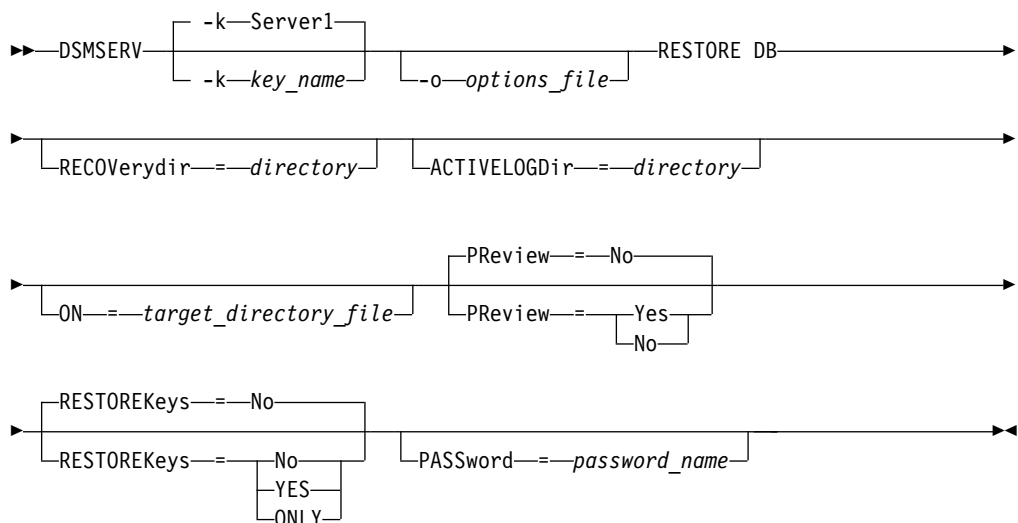 -k—Server1
►►—DSMSERV—RESTORE DB—►
-k—key_name
-o—options_file
►—►
RECOVerydir—=—directory
ACTIVELOGDir—=—directory
PReview—=—No
►—►
ON—=—target_directory_file
PReview—=—Yes
No
RESTOREKeys—=—No
►—►◄
RESTOREKeys—=—No
PASSword—=—password_name
YES
ONLY